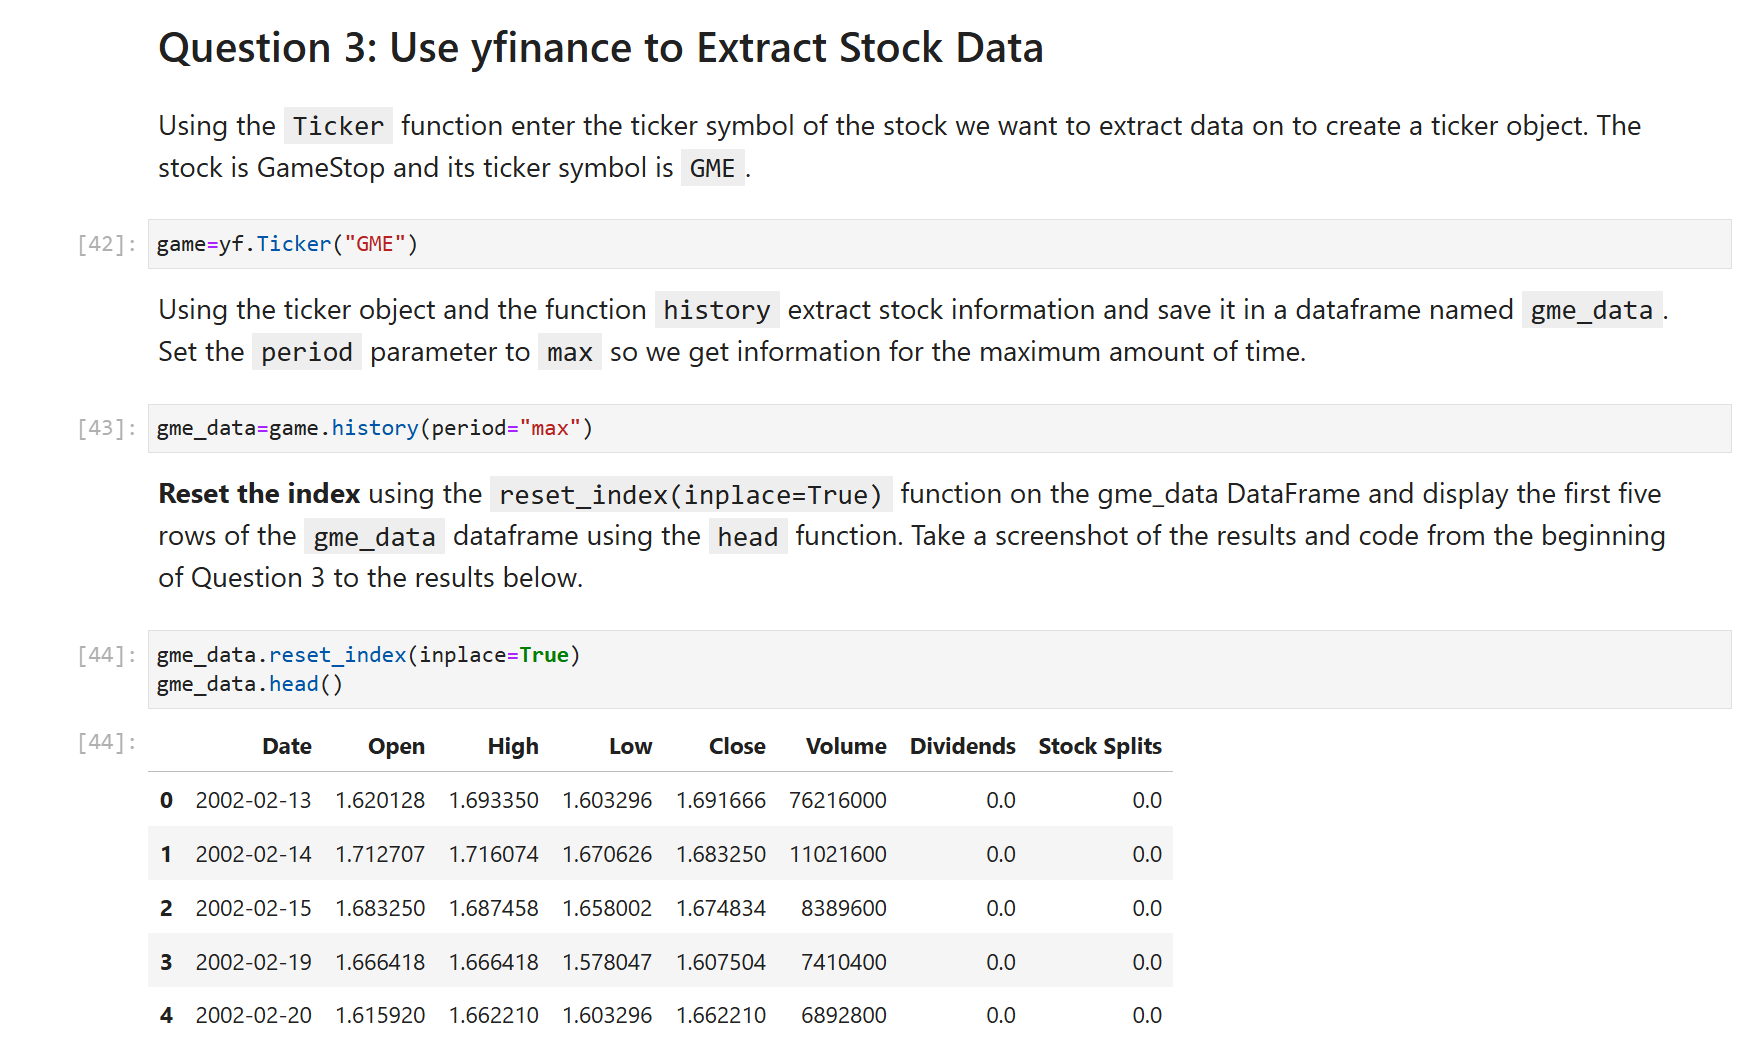 Question 3: Use yfinance to Extract Stock Data
Using the Ticker function enter the ticker symbol of the stock we want to extract data on to create a ticker object. The
stock is GameStop and its ticker symbol is GME .
[42]: game=yf.Ticker("GME")
Using the ticker object and the function history extract stock information and save it in a dataframe named gme_data .
Set the period parameter to max so we get information for the maximum amount of time.
[43]: gme_data=game.history(period="max")
Reset the index using the reset_index(inplace=True) function on the gme_data DataFrame and display the first five
rows of the gme_data dataframe using the head function. Take a screenshot of the results and code from the beginning
of Question 3 to the results below.
[44]: gme_data.reset_index(inplace=True)
gme_data.head()
[44]: Date Open High Low Close Volume Dividends Stock Splits
0 2002-02-13 1.620128 1.693350 1.603296 1.691666 76216000 0.0 0.0
1 2002-02-14 1.712707 1.716074 1.670626 1.683250 11021600 0.0 0.0
2 2002-02-15 1.683250 1.687458 1.658002 1.674834 8389600 0.0 0.0
3 2002-02-19 1.666418 1.666418 1.578047 1.607504 7410400 0.0 0.0
4 2002-02-20 1.615920 1.662210 1.603296 1.662210 6892800 0.0 0.0